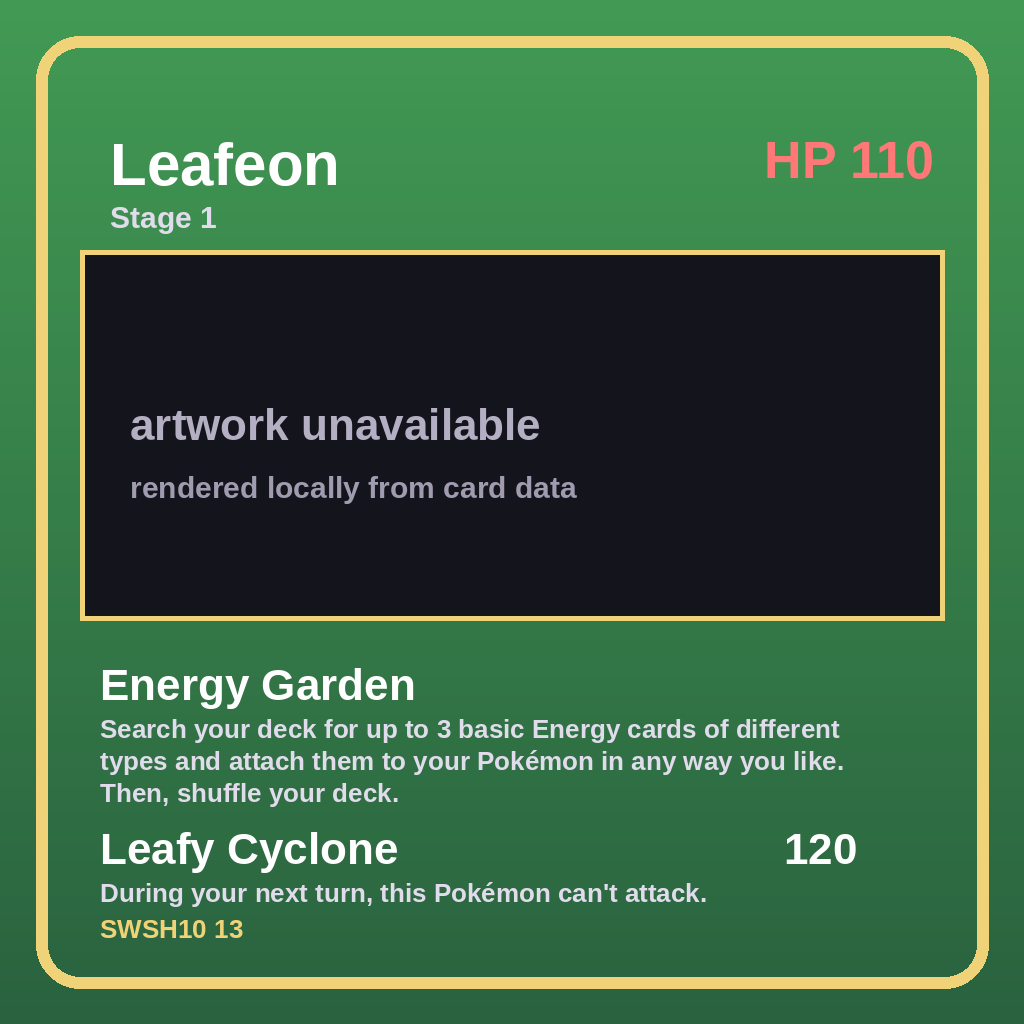 Leafeon
HP 110
Stage 1
artwork unavailable
rendered locally from card data
Energy Garden
Search your deck for up to 3 basic Energy cards of different
types and attach them to your Pokémon in any way you like.
Then, shuffle your deck.
Leafy Cyclone 120
During your next turn, this Pokémon can't attack.
SWSH10 13